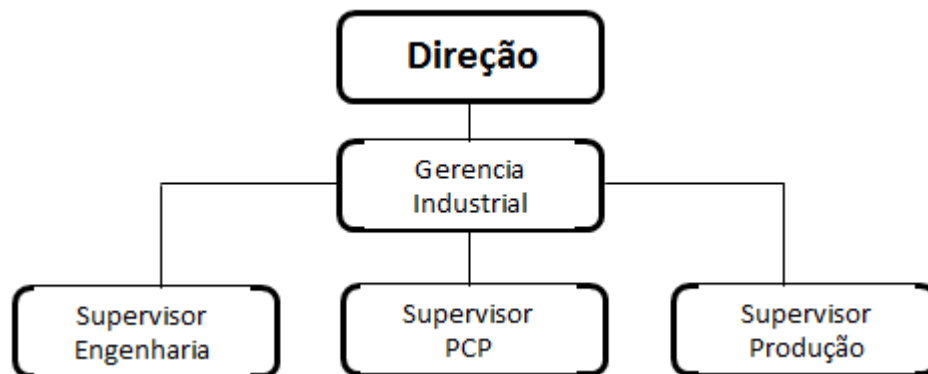 Direção
Gerencia
Industrial
Supervisor
Engenharia
Supervisor
PCP
Supervisor
Produção